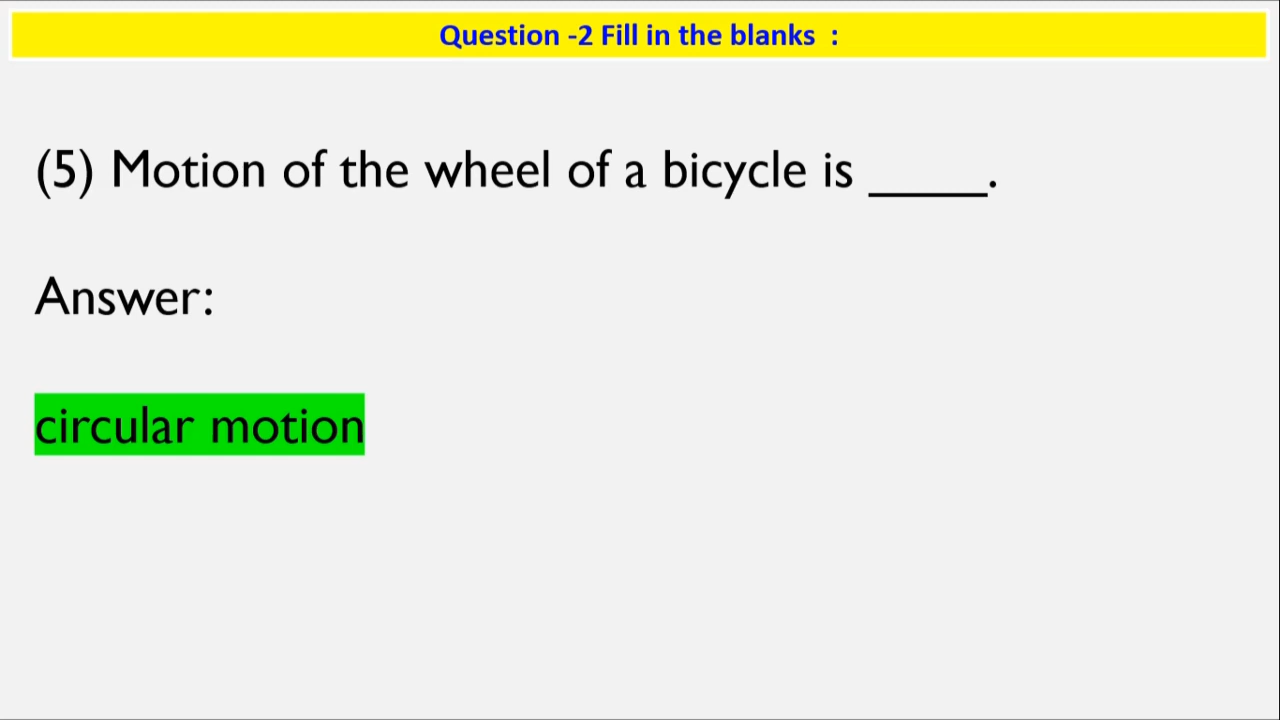 Question -2 Fill in the blanks :
(5) Motion of the wheel of a bicycle is _____.
Answer:
circular motion